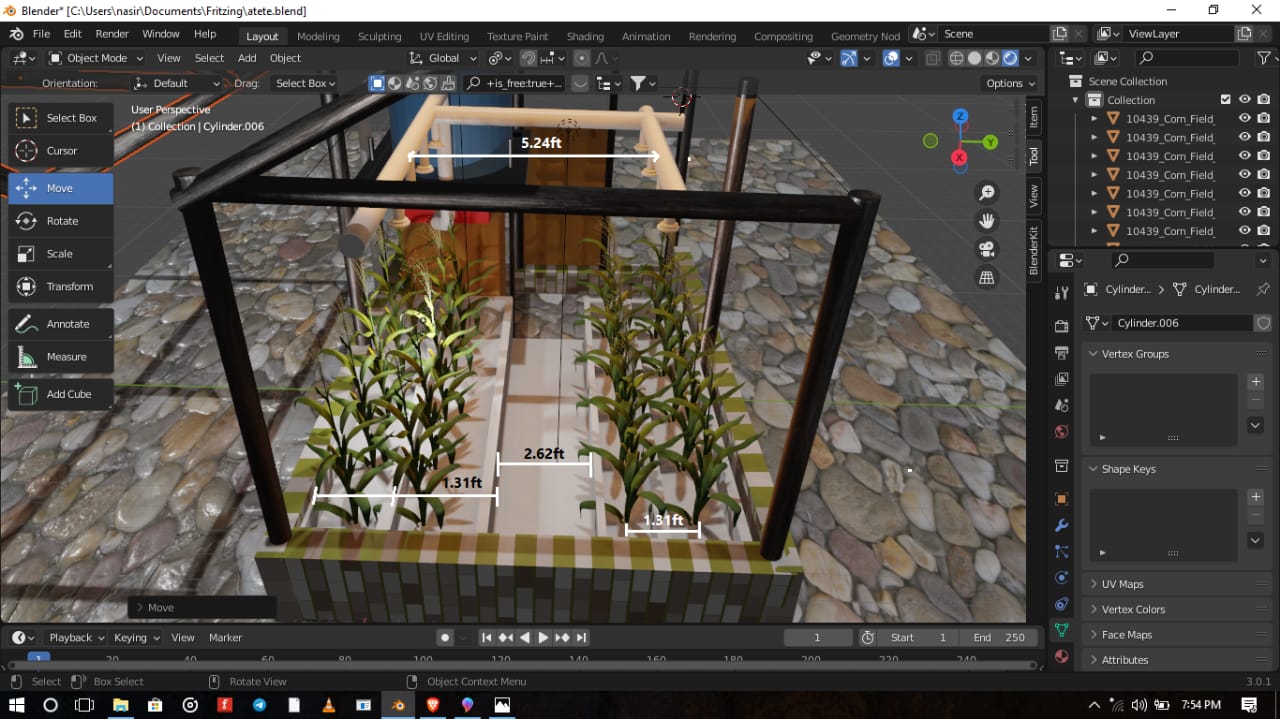 Blender* [C:\Users\nasir\Documents\Fritzing\atete.blend]
File Edit Render Window Help Layout Modeling Sculpting UV Editing Texture Paint Shading Animation Rendering Compositing Geometry Nod Scene ViewLayer
Object Mode View Select Add Object Global
Orientation: Default Drag: Select Box +is_free:true+... Options
User Perspective
(1) Collection | Cylinder.006
Select Box
Cursor
Move
Rotate
Scale
Transform
Annotate
Measure
Add Cube
5.24ft
2.62ft
1.31ft
1.31ft
Z
Y
X
Item
Tool
View
BlenderKit
Move
Scene Collection
Collection
10439_Corn_Field_
10439_Corn_Field_
10439_Corn_Field_
10439_Corn_Field_
10439_Corn_Field_
10439_Corn_Field_
10439_Corn_Field_
Cylinder... Cylinder...
Cylinder.006
Vertex Groups
Shape Keys
UV Maps
Vertex Colors
Face Maps
Attributes
Playback Keying View Marker 1 Start 1 End 250
1 20 40 60 80 100 120 140 160 180 200 220 240
Select Box Select Rotate View Object Context Menu 3.0.1
7:54 PM